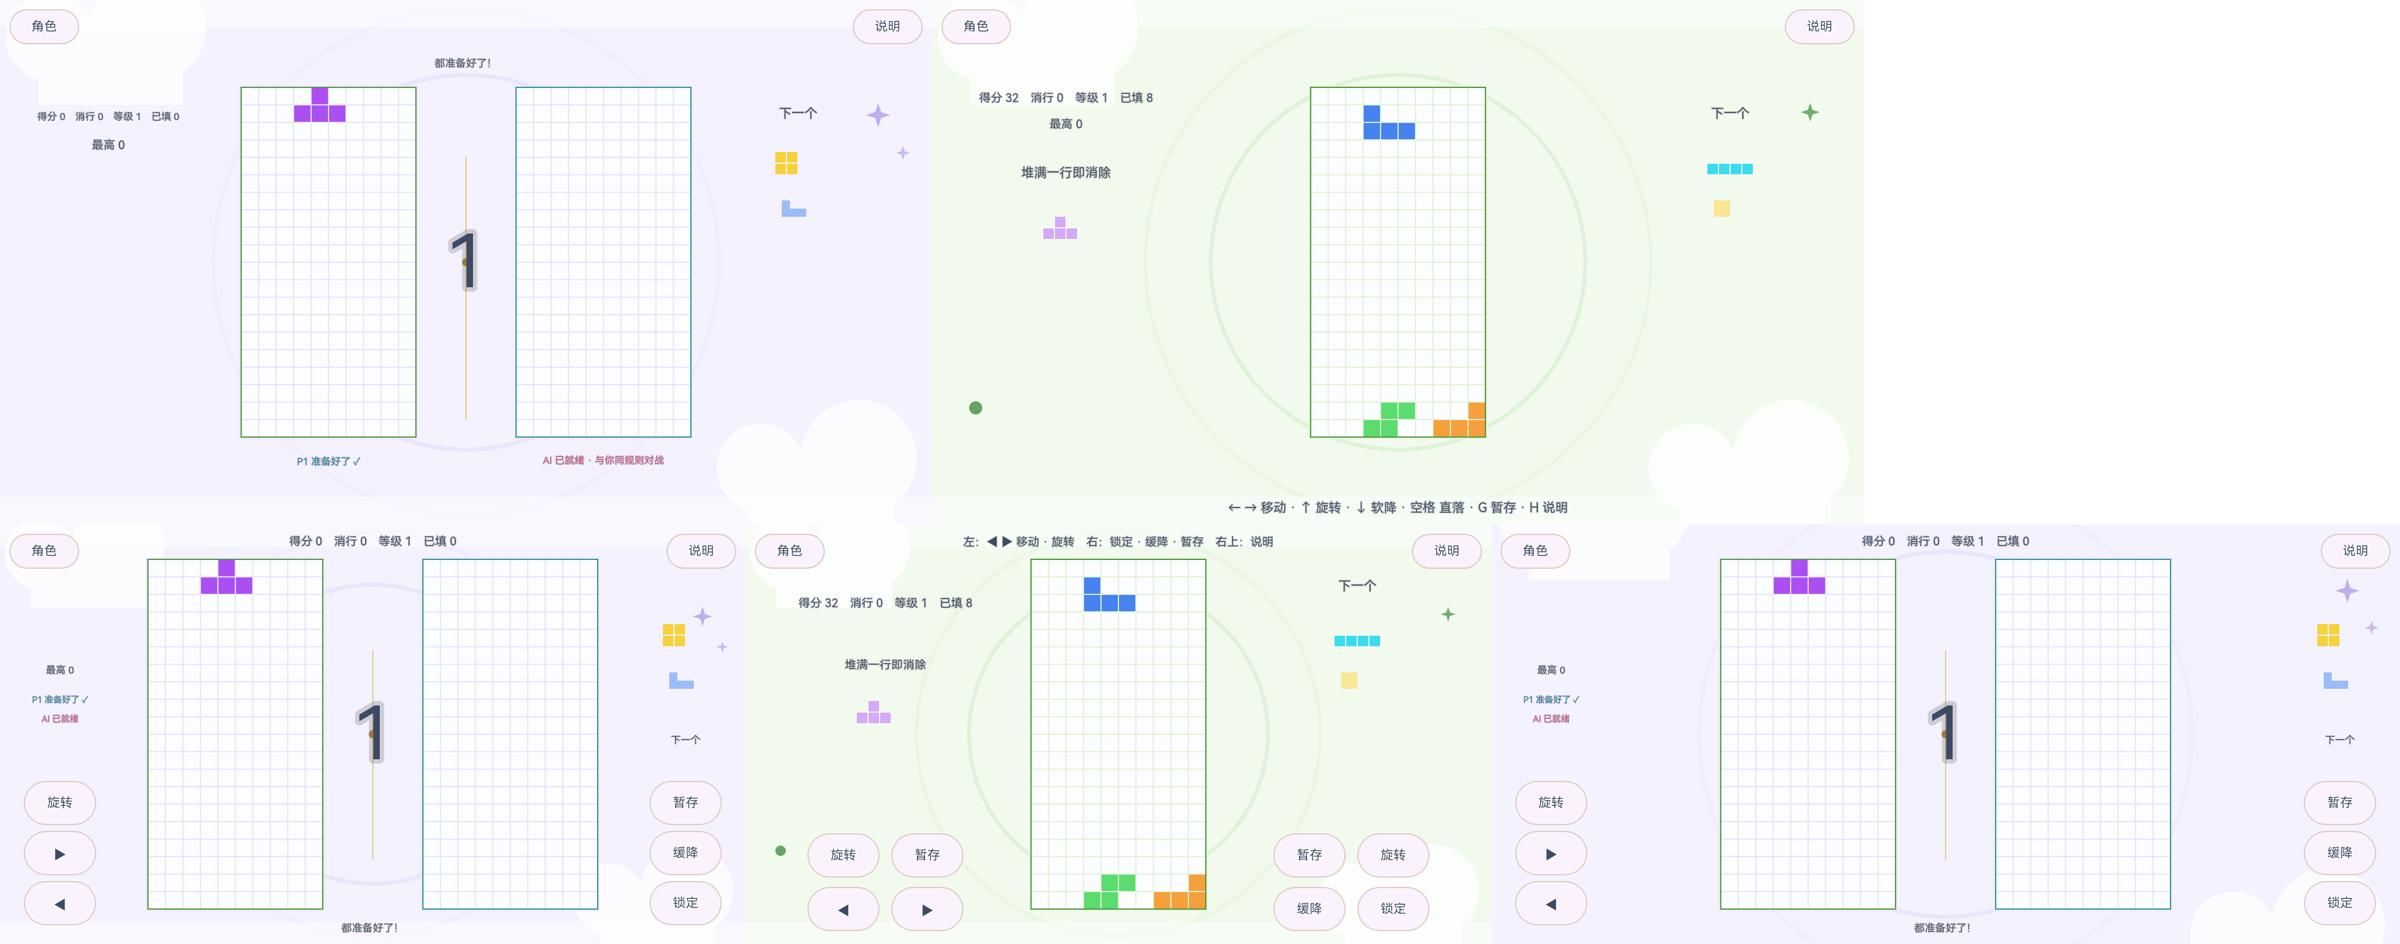 角色
说明
都准备好了!
得分 0 消行 0 等级 1 已填 0
最高 0
下一个
1
P1 准备好了 ✓
AI 已就绪 · 与你同规则对战
角色
说明
得分 32 消行 0 等级 1 已填 8
最高 0
堆满一行即消除
下一个
← → 移动 · ↑ 旋转 · ↓ 软降 · 空格 直落 · G 暂存 · H 说明
角色
得分 0 消行 0 等级 1 已填 0
说明
最高 0
P1 准备好了 ✓
AI 已就绪
1
下一个
旋转
▶
◀
暂存
缓降
锁定
都准备好了!
角色
左: ◀ ▶ 移动 · 旋转 右: 锁定 · 缓降 · 暂存 右上: 说明
说明
得分 32 消行 0 等级 1 已填 8
堆满一行即消除
下一个
旋转 暂存
◀ ▶
暂存 旋转
缓降 锁定
角色
得分 0 消行 0 等级 1 已填 0
说明
最高 0
P1 准备好了 ✓
AI 已就绪
1
下一个
旋转
▶
◀
暂存
缓降
锁定
都准备好了!